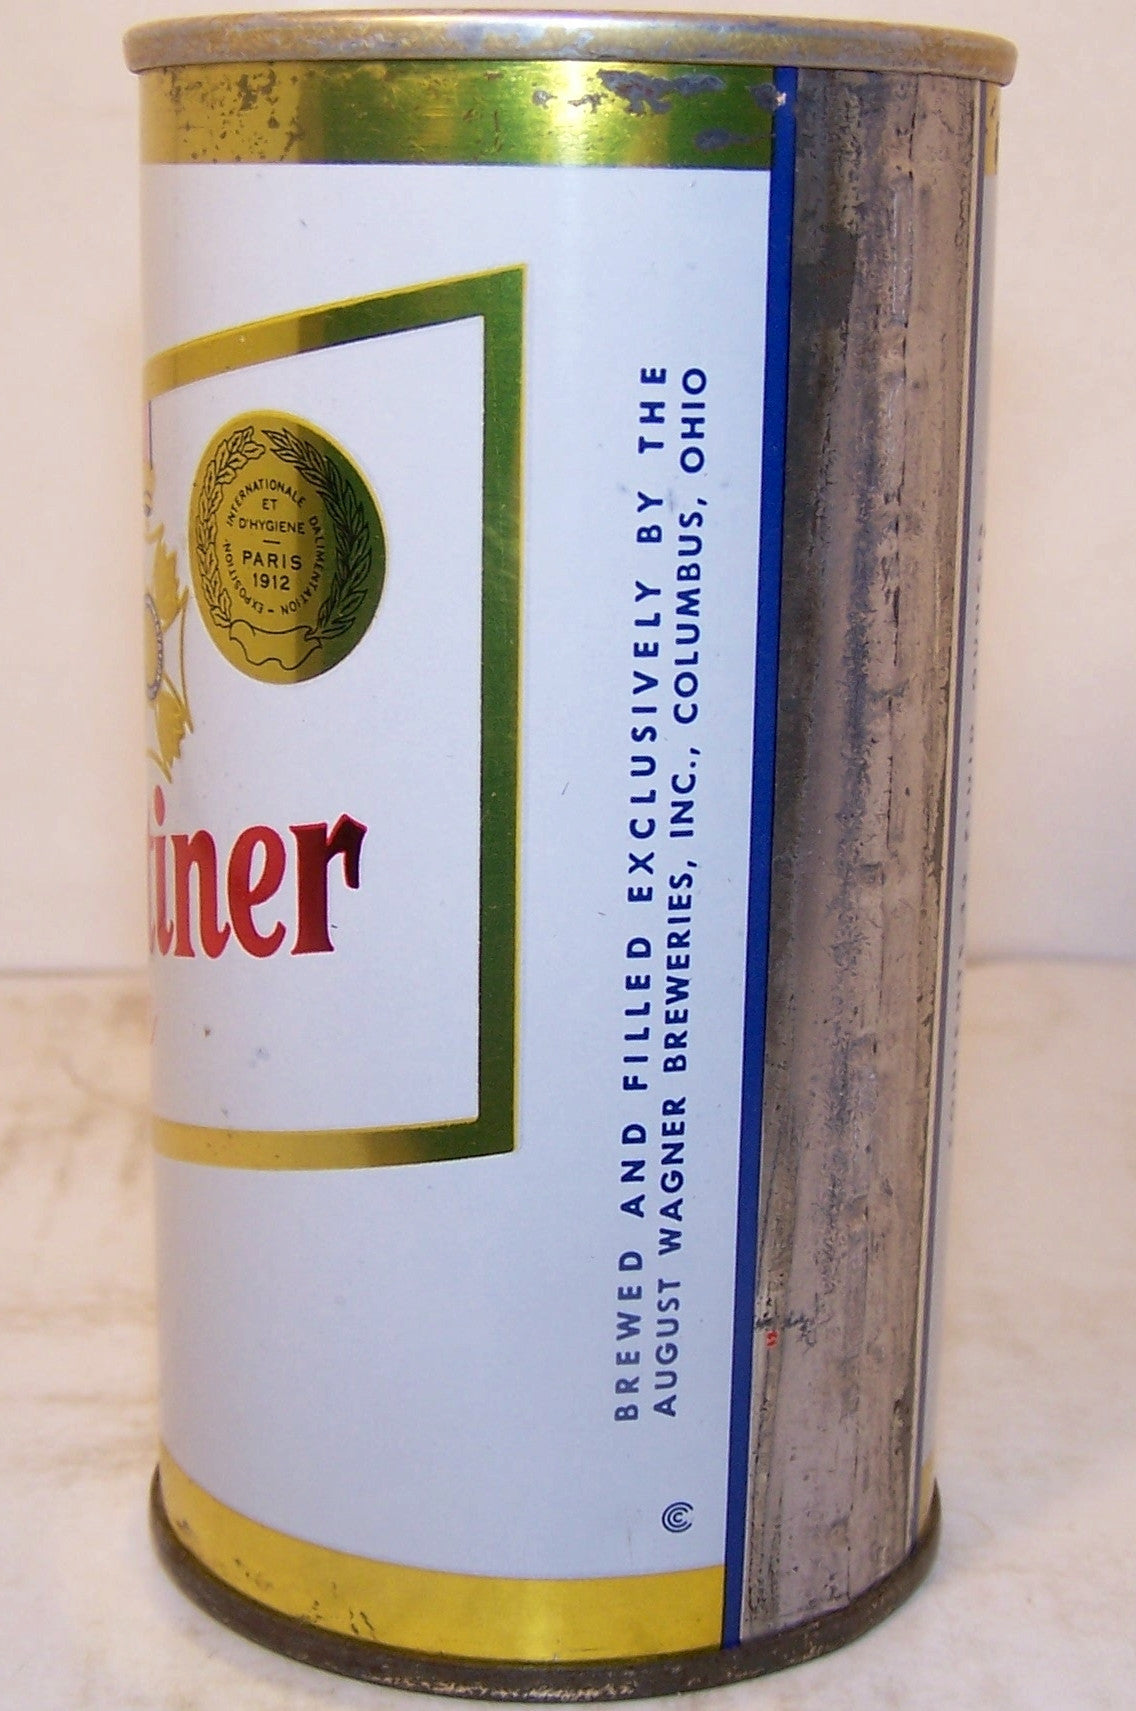 INTERNATIONALE
ET
D'HYGIENE
PARIS
1912
EXPOSITION
DALIMENTATION
tiner
BREWED AND FILLED EXCLUSIVELY BY THE
AUGUST WAGNER BREWERIES, INC., COLUMBUS, OHIO